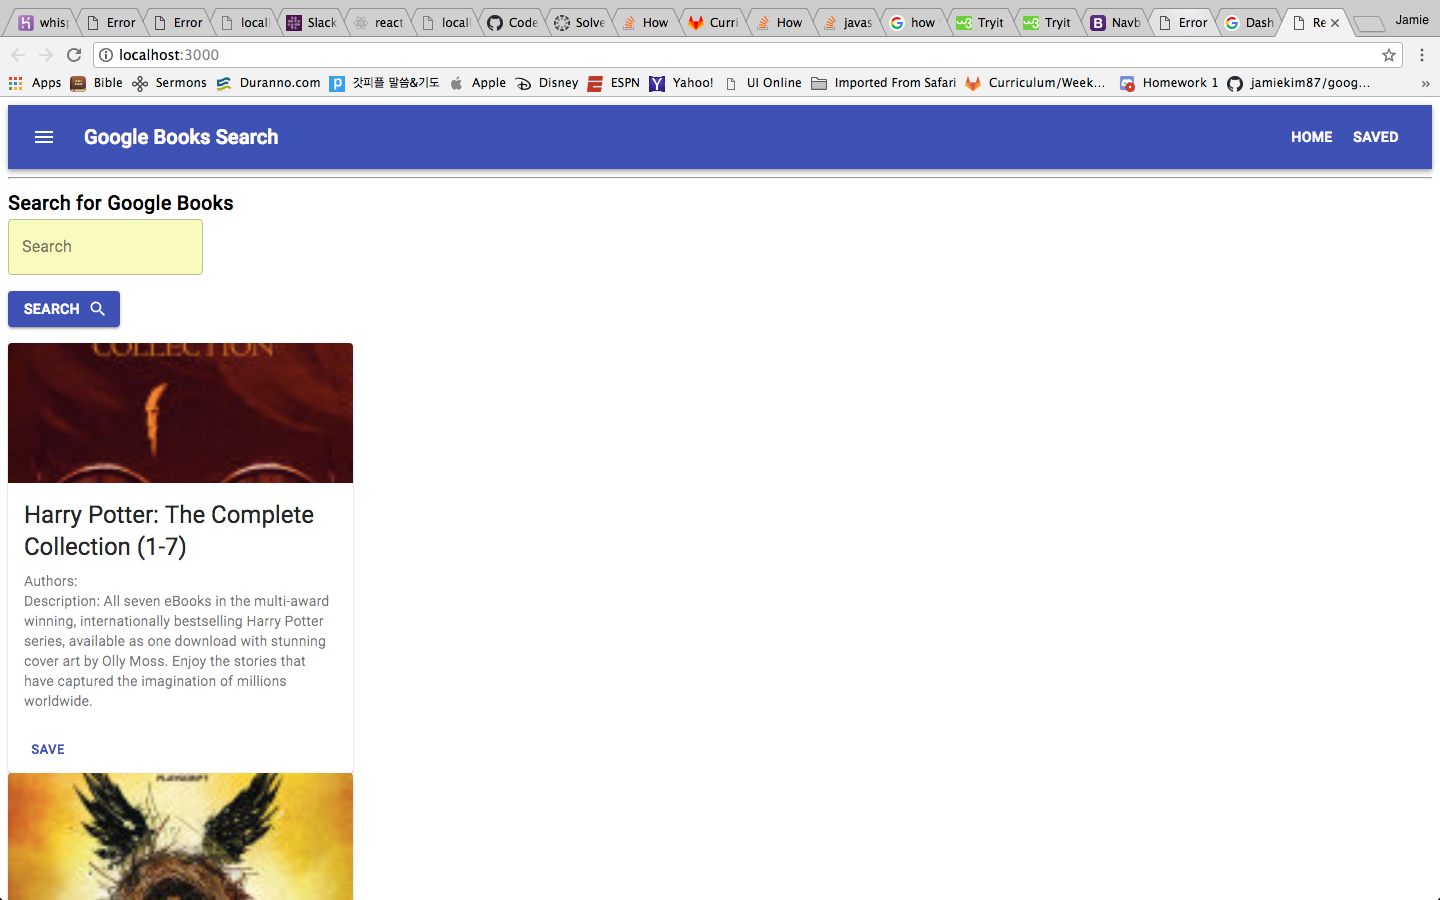 whisp Error Error locall Slack react locall Code Solve How Curri How javas how Tryit Tryit Navb Error Dash Re Jamie
localhost:3000
Apps Bible Sermons Duranno.com 갓피플 말씀&기도 Apple Disney ESPN Yahoo! UI Online Imported From Safari Curriculum/Week... Homework 1 jamiekim87/goog... »
Google Books Search HOME SAVED
Search for Google Books
Search
SEARCH
COLLECTION
Harry Potter: The Complete
Collection (1-7)
Authors:
Description: All seven eBooks in the multi-award
winning, internationally bestselling Harry Potter
series, available as one download with stunning
cover art by Olly Moss. Enjoy the stories that
have captured the imagination of millions
worldwide.
SAVE